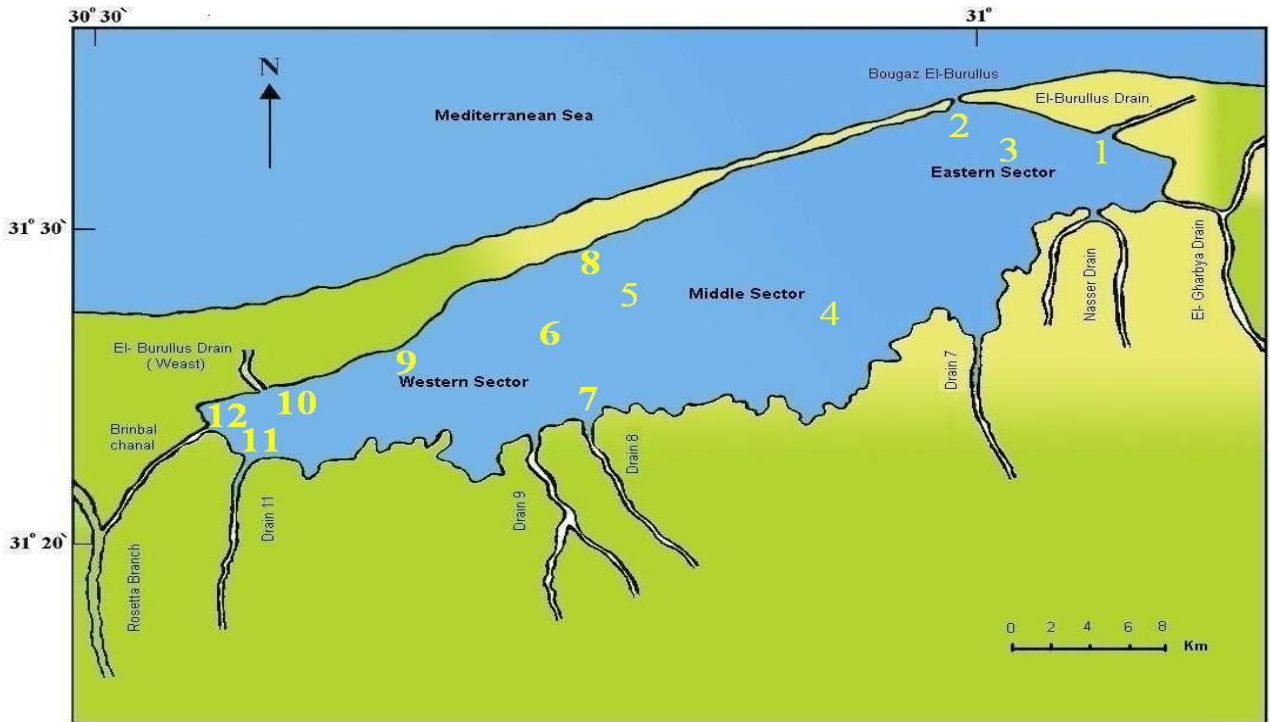 30° 30`
31°
N
Bougaz El-Burullus
El-Burullus Drain
Mediterranean Sea
2
3
1
Eastern Sector
31° 30`
8
5
Middle Sector
4
Nasser Drain
El- Gharbya Drain
6
El- Burullus Drain
( Weast)
9
Western Sector
Drain 7
10
7
12
Brinbal
chanal
11
Drain 8
Drain 11
Drain 9
31° 20`
Rosetta Branch
0 2 4 6 8
Km